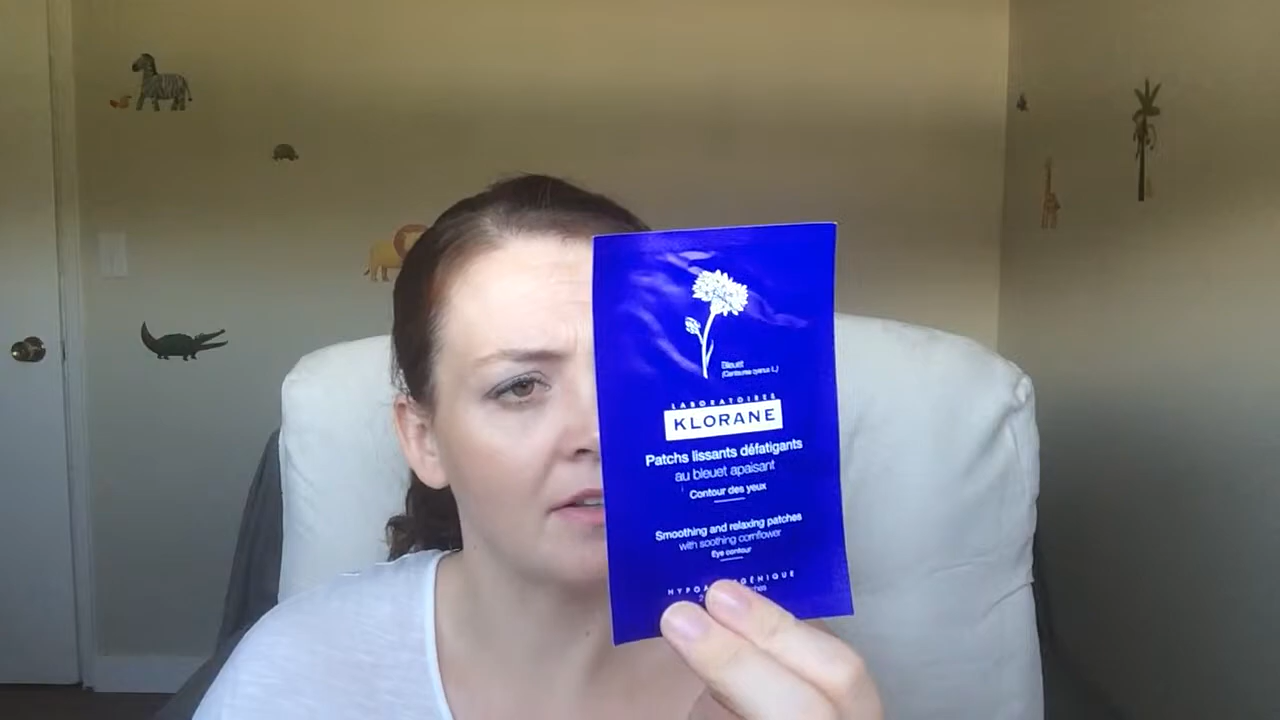 Bleuet
(Centaurea cyanus L.)
LABORATOIRES
KLORANE
Patchs lissants défatigants
au bleuet apaisant
Contour des yeux
Smoothing and relaxing patches
with soothing cornflower
Eye contour